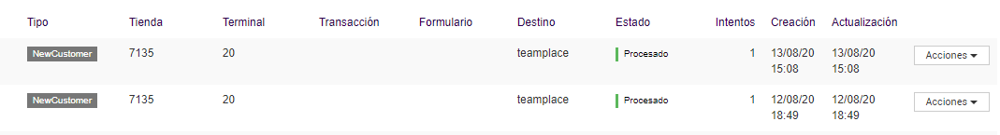 Tipo Tienda Terminal Transacción Formulario Destino Estado Intentos Creación Actualización
NewCustomer 7135 20 teamplace Procesado 1 13/08/20 13/08/20 Acciones
15:08 15:08
NewCustomer 7135 20 teamplace Procesado 1 12/08/20 12/08/20 Acciones
18:49 18:49